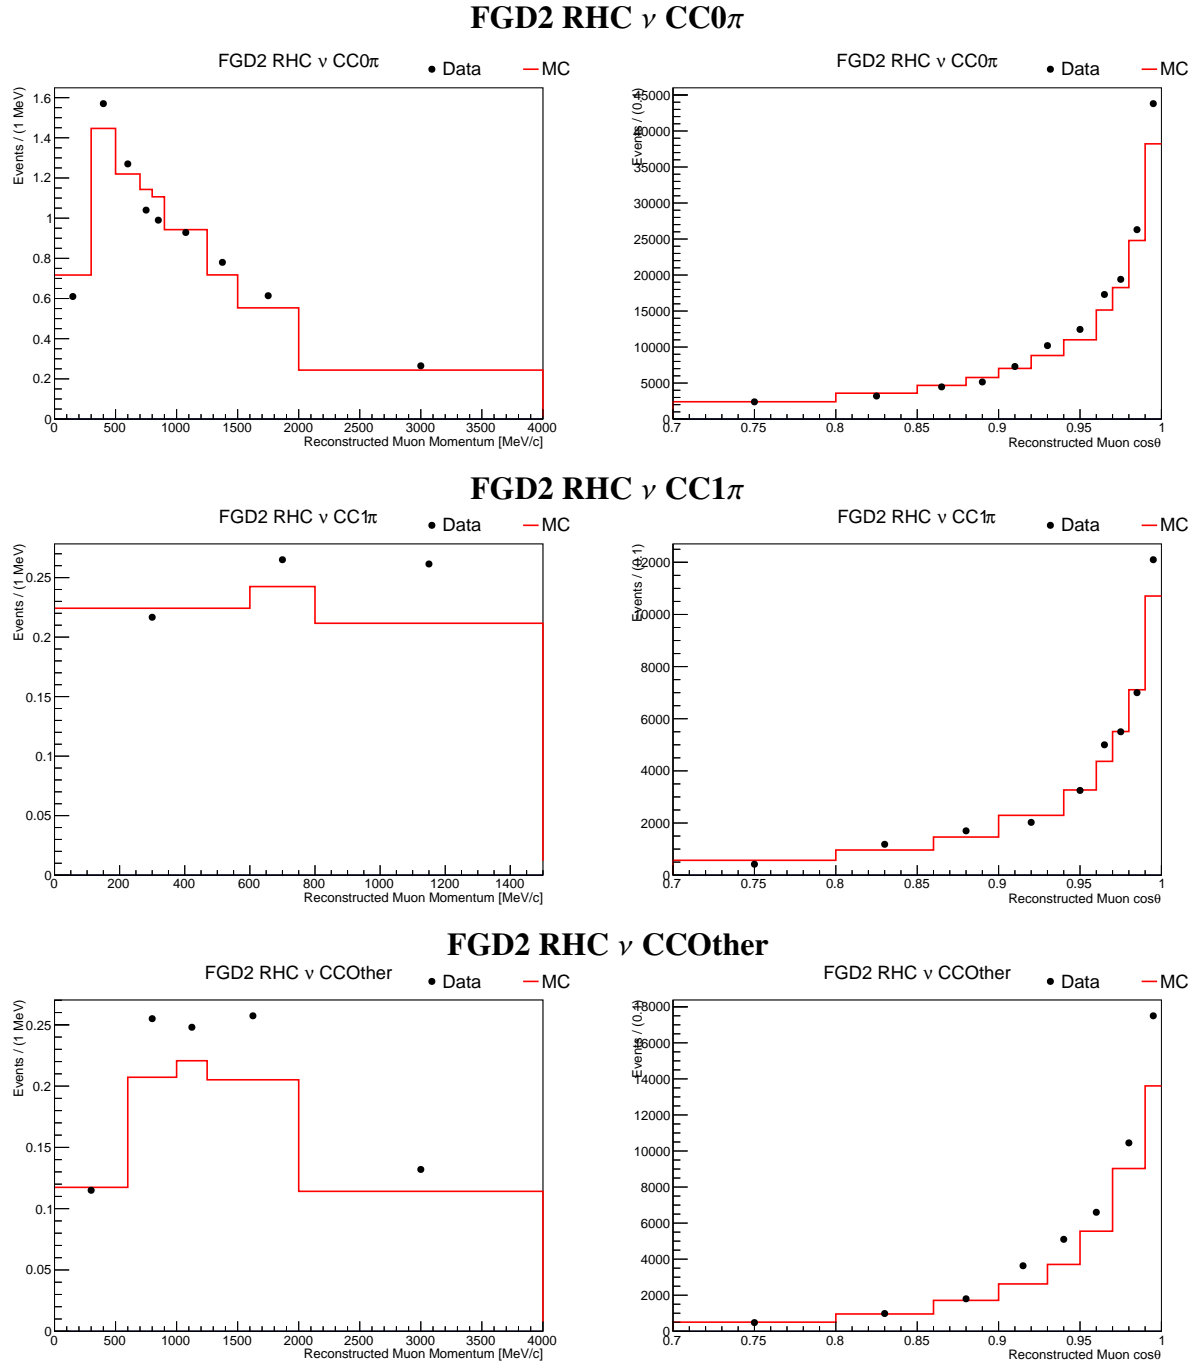 FGD2 RHC ν CC0π
FGD2 RHC ν CC0π
Data
MC
Events / (1 MeV)
1.6
1.4
1.2
1
0.8
0.6
0.4
0.2
0
0 500 1000 1500 2000 2500 3000 3500 4000
Reconstructed Muon Momentum [MeV/c]
FGD2 RHC ν CC0π
Data
MC
Events / (0.1)
45000
40000
35000
30000
25000
20000
15000
10000
5000
0
0.7 0.75 0.8 0.85 0.9 0.95 1
Reconstructed Muon cosθ
FGD2 RHC ν CC1π
FGD2 RHC ν CC1π
Data
MC
Events / (1 MeV)
0.25
0.2
0.15
0.1
0.05
0
0 200 400 600 800 1000 1200 1400
Reconstructed Muon Momentum [MeV/c]
FGD2 RHC ν CC1π
Data
MC
Events / (0.1)
12000
10000
8000
6000
4000
2000
0
0.7 0.75 0.8 0.85 0.9 0.95 1
Reconstructed Muon cosθ
FGD2 RHC ν CCOther
FGD2 RHC ν CCOther
Data
MC
Events / (1 MeV)
0.25
0.2
0.15
0.1
0.05
0
0 500 1000 1500 2000 2500 3000 3500 4000
Reconstructed Muon Momentum [MeV/c]
FGD2 RHC ν CCOther
Data
MC
Events / (0.1)
18000
16000
14000
12000
10000
8000
6000
4000
2000
0
0.7 0.75 0.8 0.85 0.9 0.95 1
Reconstructed Muon cosθ